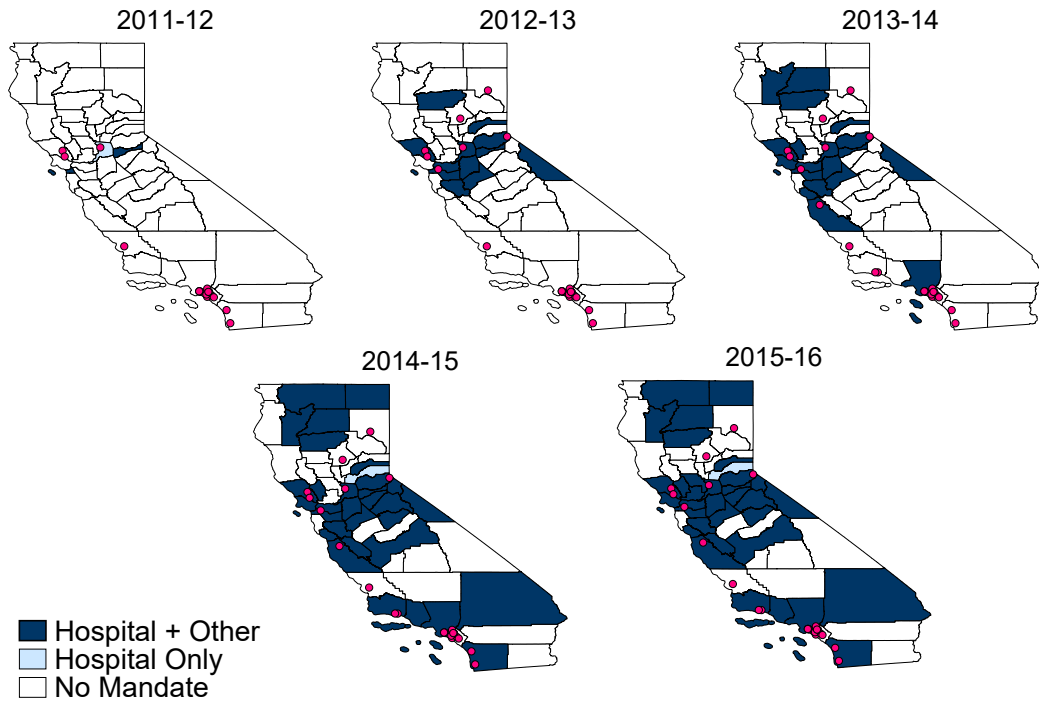 2011-12
2012-13
2013-14
2014-15
2015-16
Hospital + Other
Hospital Only
No Mandate